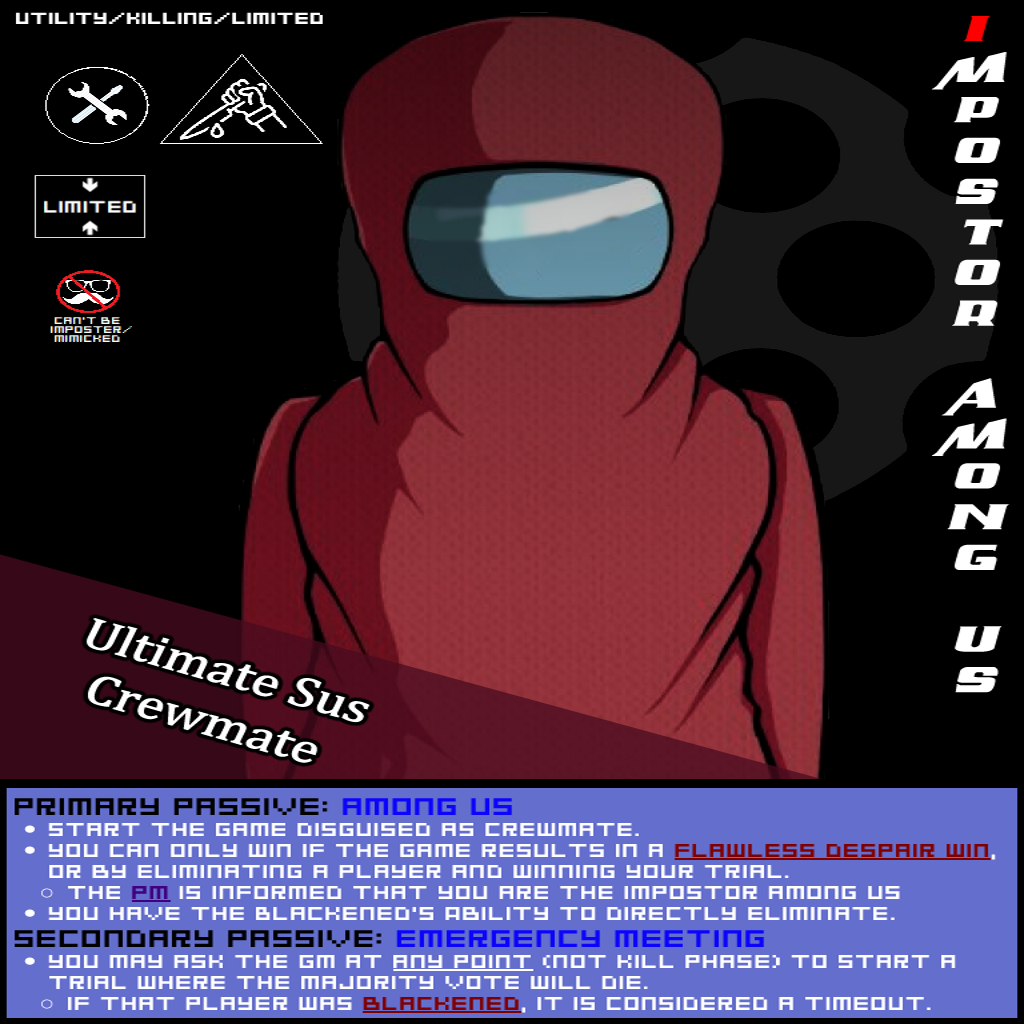 UTILITY/KILLING/LIMITED
IMPOSTOR AMONG US
LIMITED
CAN'T BE
IMPOSTER/
MIMICKED
Ultimate Sus
Crewmate
PRIMARY PASSIVE: AMONG US
• START THE GAME DISGUISED AS CREWMATE.
• YOU CAN ONLY WIN IF THE GAME RESULTS IN A FLAWLESS DESPAIR WIN,
OR BY ELIMINATING A PLAYER AND WINNING YOUR TRIAL.
○ THE PM IS INFORMED THAT YOU ARE THE IMPOSTOR AMONG US
• YOU HAVE THE BLACKENED'S ABILITY TO DIRECTLY ELIMINATE.
SECONDARY PASSIVE: EMERGENCY MEETING
• YOU MAY ASK THE GM AT ANY POINT (NOT KILL PHASE) TO START A
TRIAL WHERE THE MAJORITY VOTE WILL DIE.
○ IF THAT PLAYER WAS BLACKENED, IT IS CONSIDERED A TIMEOUT.